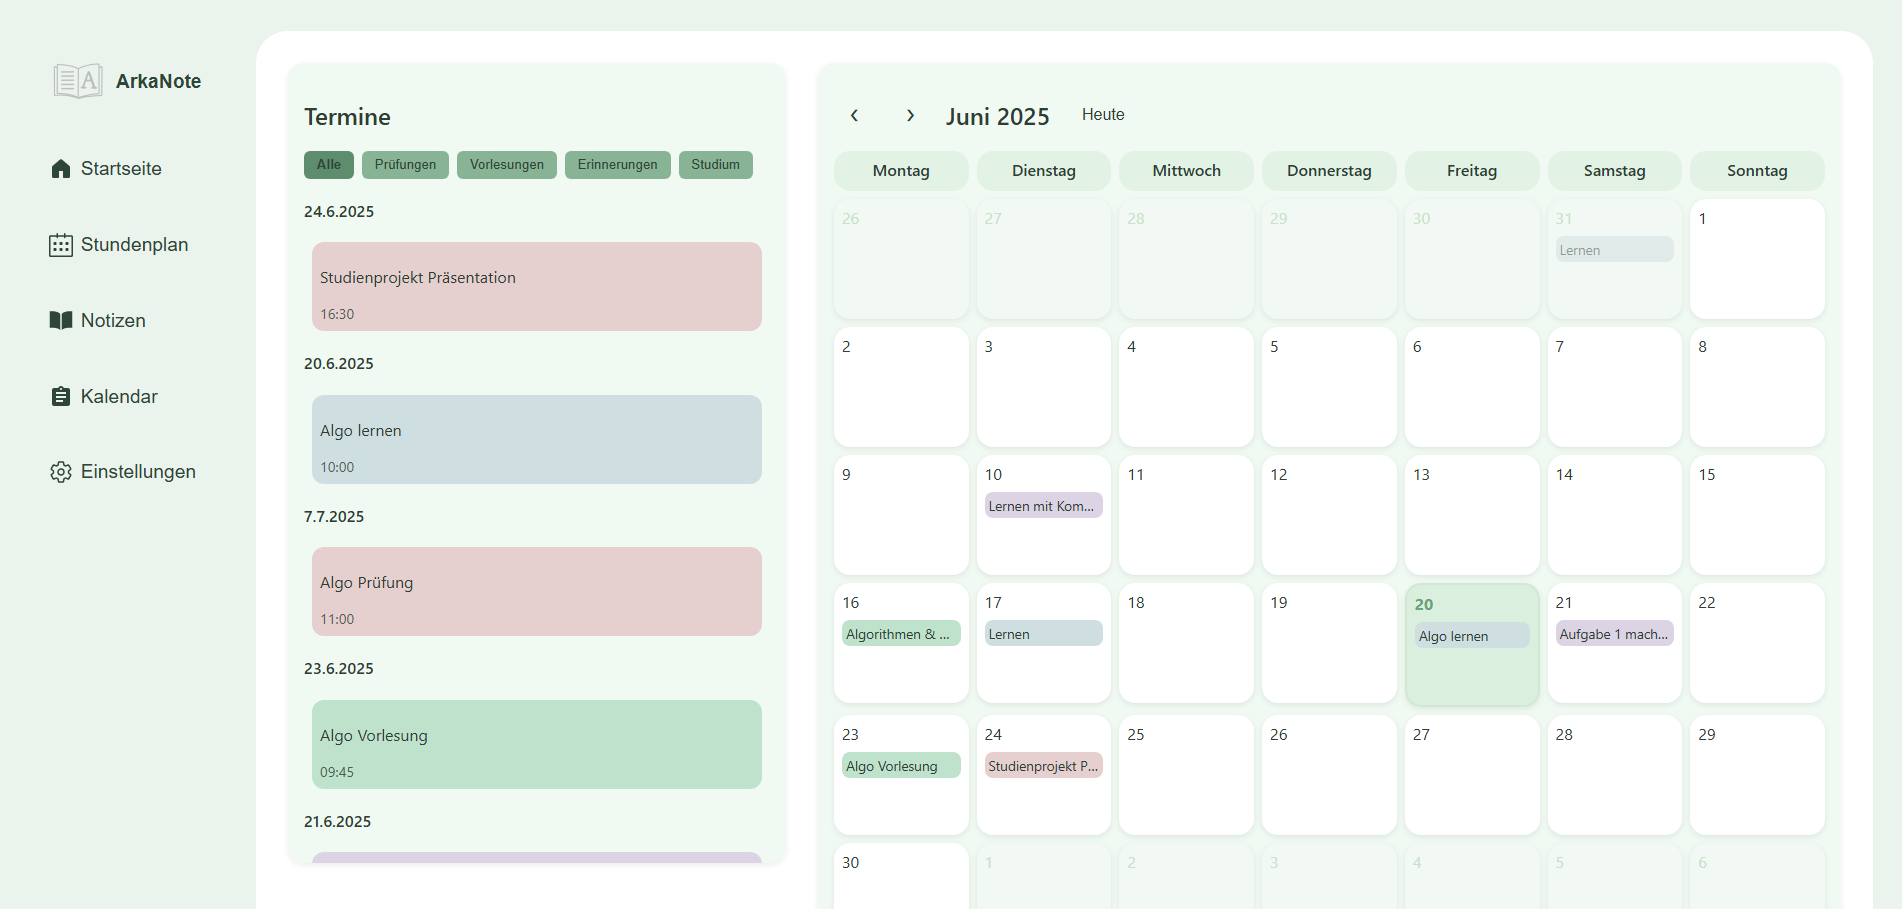 A
ArkaNote
Startseite
Stundenplan
Notizen
Kalendar
Einstellungen
Termine
Alle Prüfungen Vorlesungen Erinnerungen Studium
24.6.2025
Studienprojekt Präsentation
16:30
20.6.2025
Algo lernen
10:00
7.7.2025
Algo Prüfung
11:00
23.6.2025
Algo Vorlesung
09:45
21.6.2025
‹ › Juni 2025 Heute
Montag Dienstag Mittwoch Donnerstag Freitag Samstag Sonntag
26 27 28 29 30 31 1
Lernen
2 3 4 5 6 7 8
9 10 11 12 13 14 15
Lernen mit Kom...
16 17 18 19 20 21 22
Algorithmen & ... Lernen Algo lernen Aufgabe 1 mach...
23 24 25 26 27 28 29
Algo Vorlesung Studienprojekt P...
30 1 2 3 4 5 6